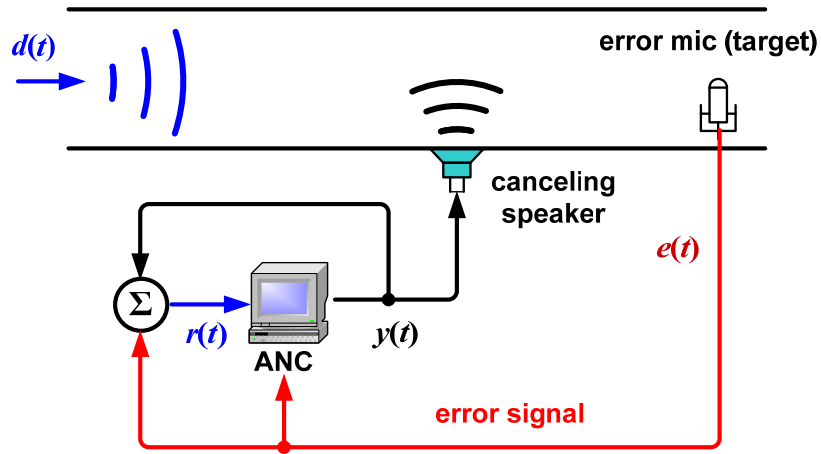 d(t)
error mic (target)
canceling
speaker
e(t)
Σ
r(t)
y(t)
ANC
error signal